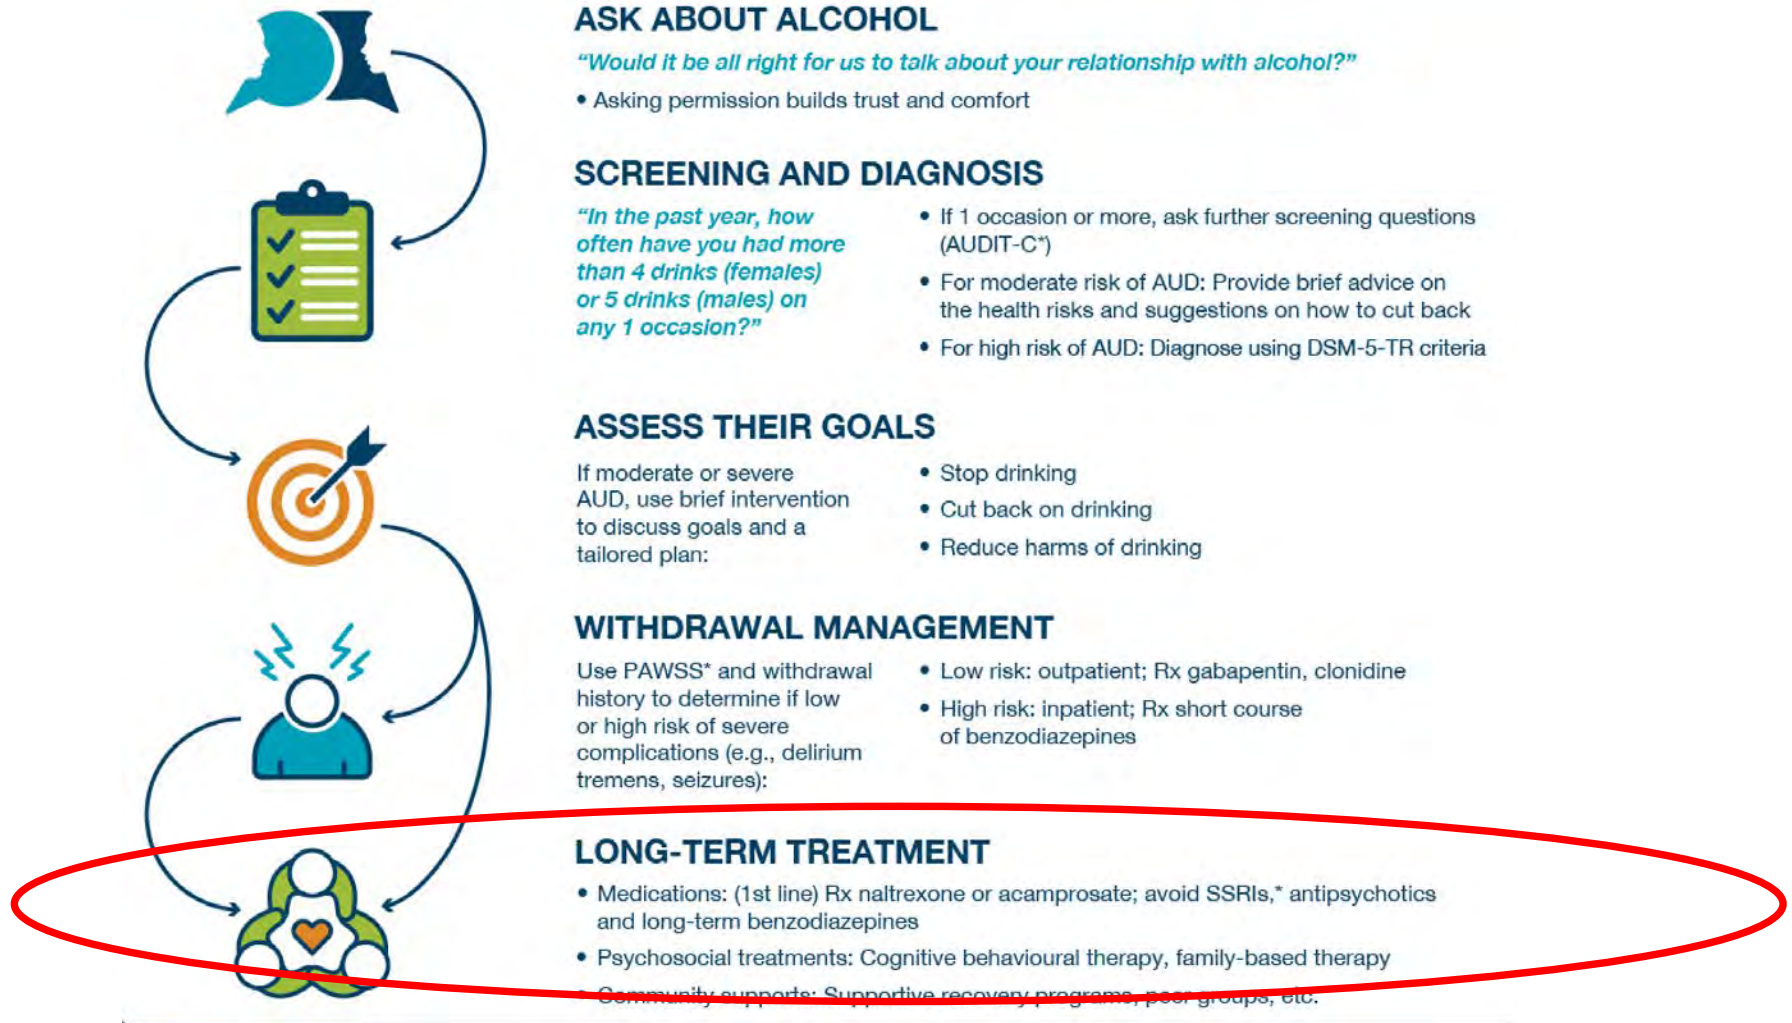 ASK ABOUT ALCOHOL
“Would it be all right for us to talk about your relationship with alcohol?”
• Asking permission builds trust and comfort
SCREENING AND DIAGNOSIS
“In the past year, how
often have you had more
than 4 drinks (females)
or 5 drinks (males) on
any 1 occasion?”
• If 1 occasion or more, ask further screening questions
(AUDIT-C*)
• For moderate risk of AUD: Provide brief advice on
the health risks and suggestions on how to cut back
• For high risk of AUD: Diagnose using DSM-5-TR criteria
ASSESS THEIR GOALS
If moderate or severe
AUD, use brief intervention
to discuss goals and a
tailored plan:
• Stop drinking
• Cut back on drinking
• Reduce harms of drinking
WITHDRAWAL MANAGEMENT
Use PAWSS* and withdrawal
history to determine if low
or high risk of severe
complications (e.g., delirium
tremens, seizures):
• Low risk: outpatient; Rx gabapentin, clonidine
• High risk: inpatient; Rx short course
of benzodiazepines
LONG-TERM TREATMENT
• Medications: (1st line) Rx naltrexone or acamprosate; avoid SSRIs,* antipsychotics
and long-term benzodiazepines
• Psychosocial treatments: Cognitive behavioural therapy, family-based therapy
• Community supports: Supportive recovery programs, peer groups, etc.